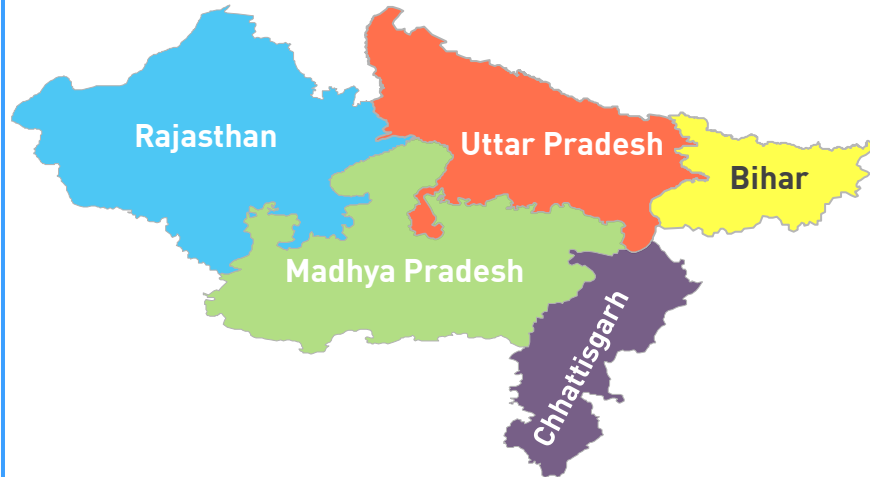 Rajasthan
Uttar Pradesh
Bihar
Madhya Pradesh
Chhattisgarh